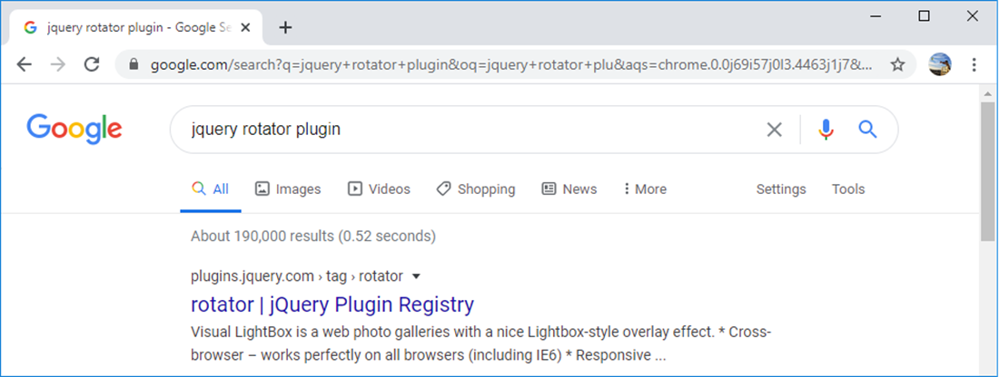 jquery rotator plugin - Google Se
google.com/search?q=jquery+rotator+plugin&oq=jquery+rotator+plu&aqs=chrome.0.0j69i57j0l3.4463j1j7&...
Google
jquery rotator plugin
All Images Videos Shopping News More Settings Tools
About 190,000 results (0.52 seconds)
plugins.jquery.com › tag › rotator
rotator | jQuery Plugin Registry
Visual LightBox is a web photo galleries with a nice Lightbox-style overlay effect. * Cross-
browser – works perfectly on all browsers (including IE6) * Responsive ...